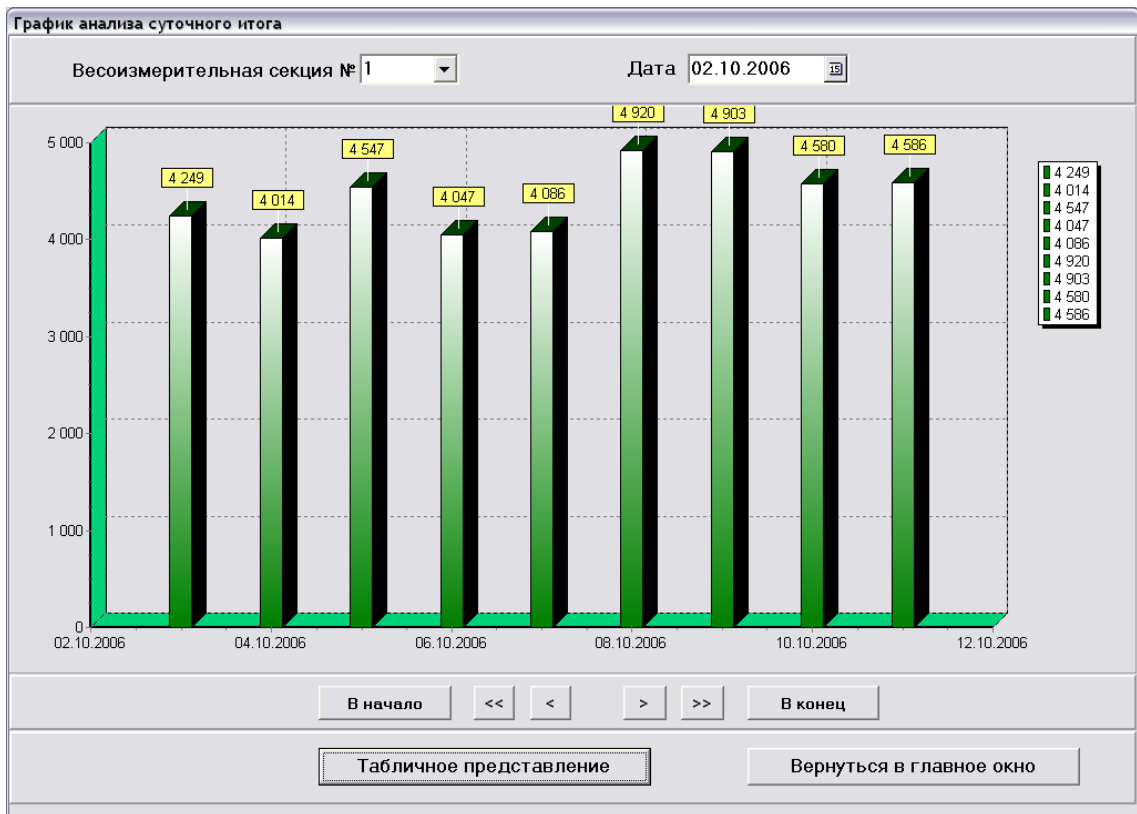 График анализа суточного итога
Весоизмерительная секция № 1 Дата 02.10.2006 15
4 920 4 903
4 547 4 580 4 586
4 249 4 014 4 047 4 086
5 000
4 000
3 000
2 000
1 000
0
4 249
4 014
4 547
4 047
4 086
4 920
4 903
4 580
4 586
02.10.2006 04.10.2006 06.10.2006 08.10.2006 10.10.2006 12.10.2006
В начало << < > >> В конец
Табличное представление Вернуться в главное окно